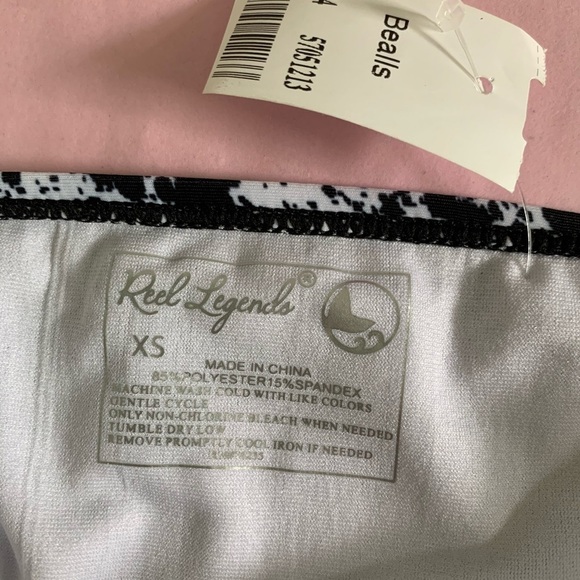 Bealls
57051213
Reel Legends®
XS
MADE IN CHINA
85%POLYESTER15%SPANDEX
MACHINE WASH COLD WITH LIKE COLORS
GENTLE CYCLE
ONLY NON-CHLORINE BLEACH WHEN NEEDED
TUMBLE DRY LOW
REMOVE PROMPTLY COOL IRON IF NEEDED